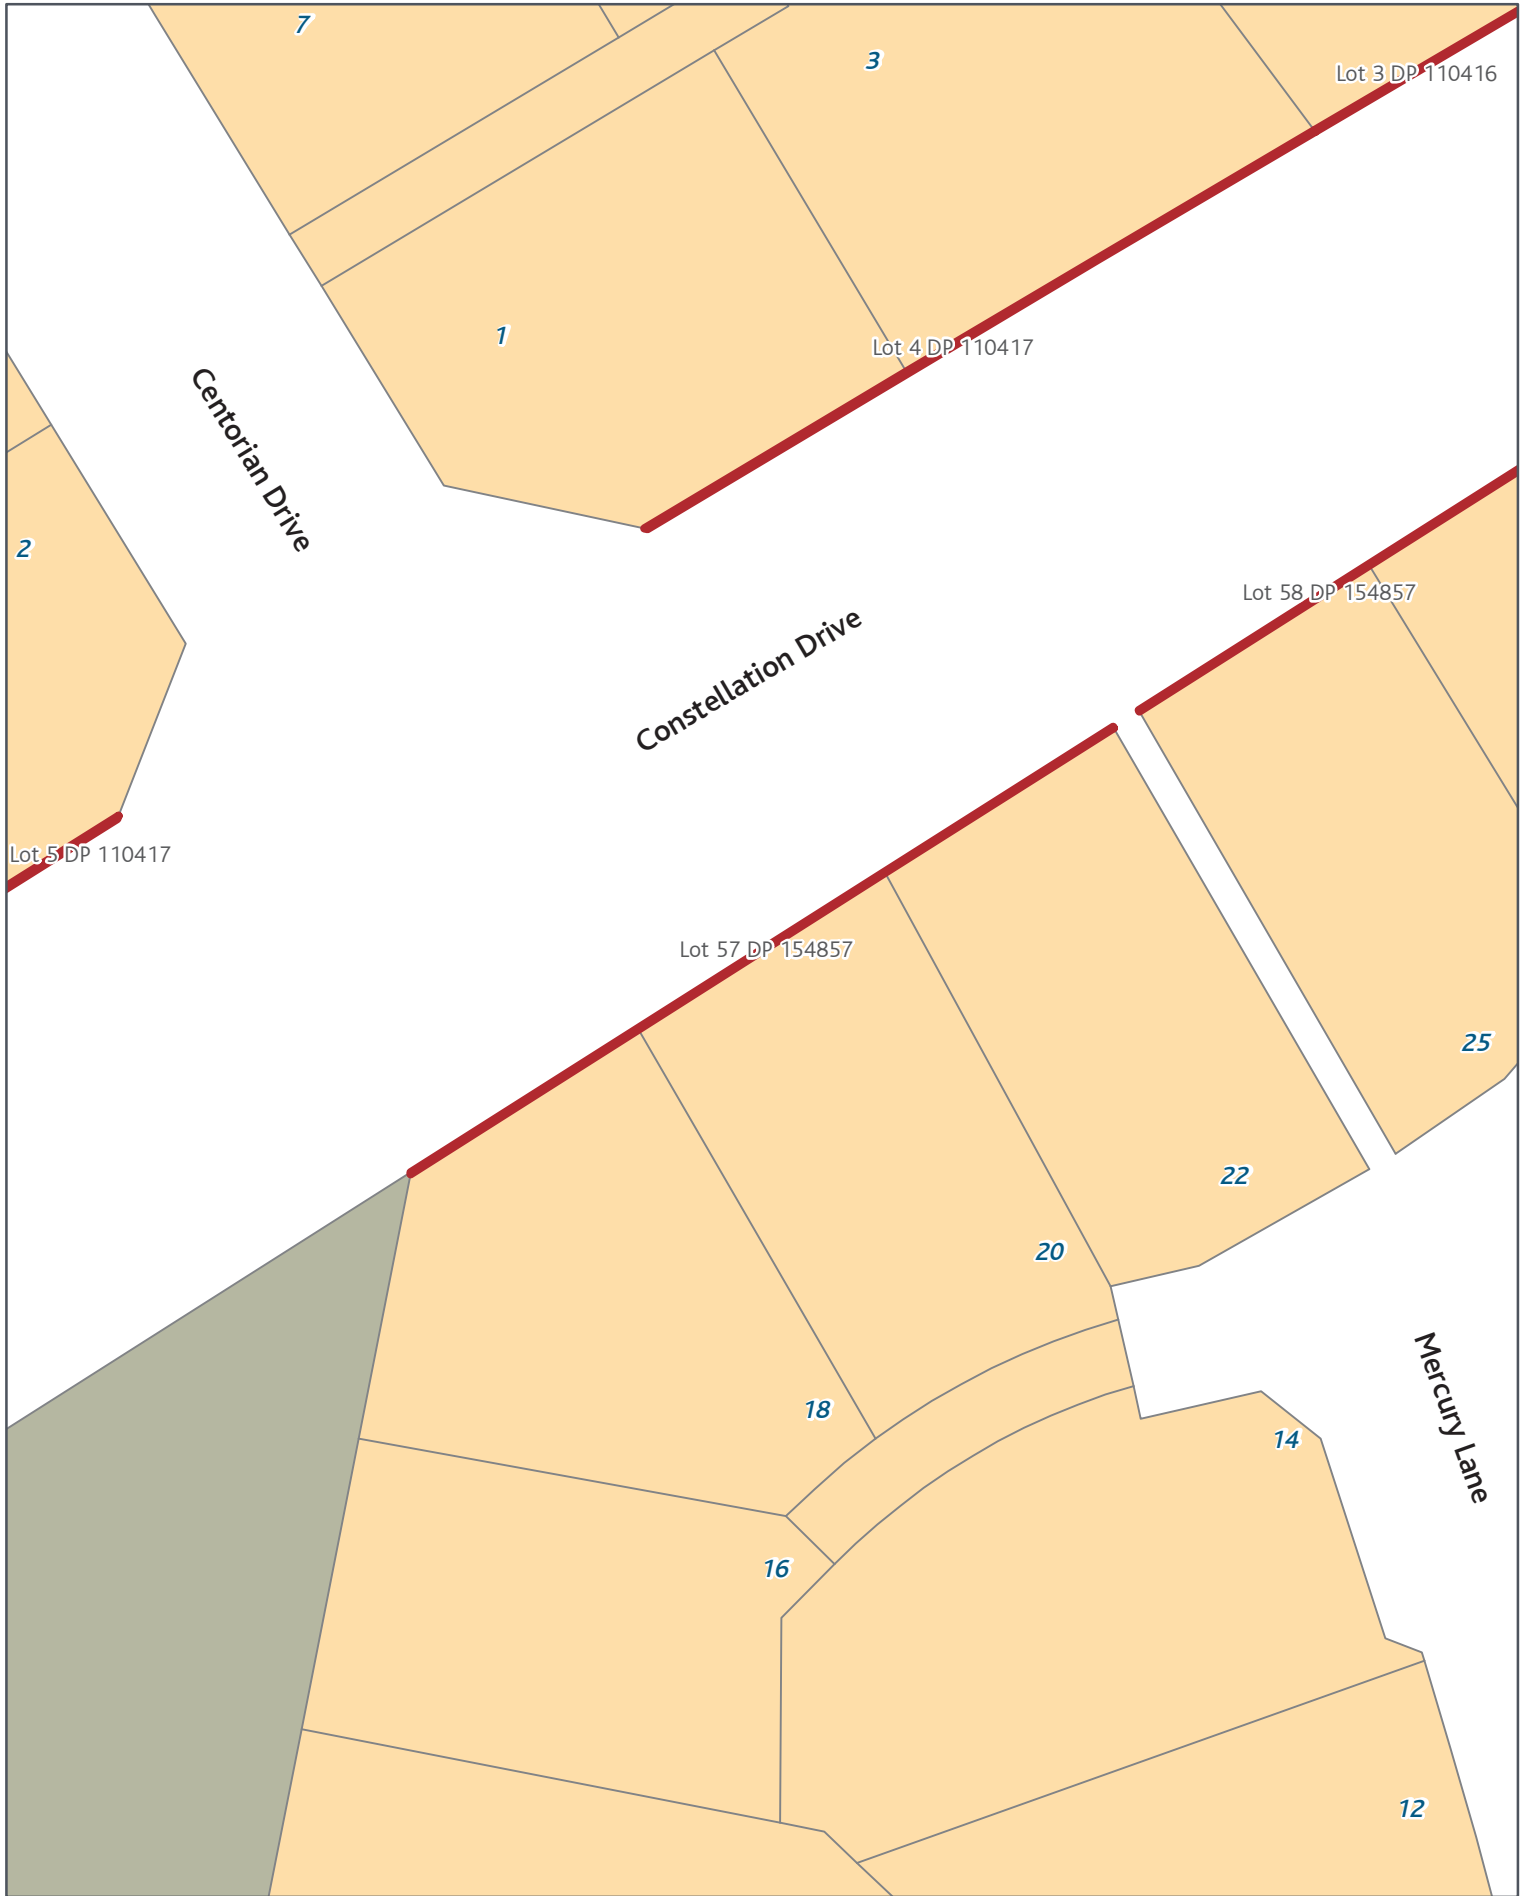 7
3
Lot 3 DP 110416
1
Lot 4 DP 110417
Centorian Drive
2
Lot 58 DP 154857
Constellation Drive
Lot 5 DP 110417
Lot 57 DP 154857
25
22
20
Mercury Lane
18
14
16
12